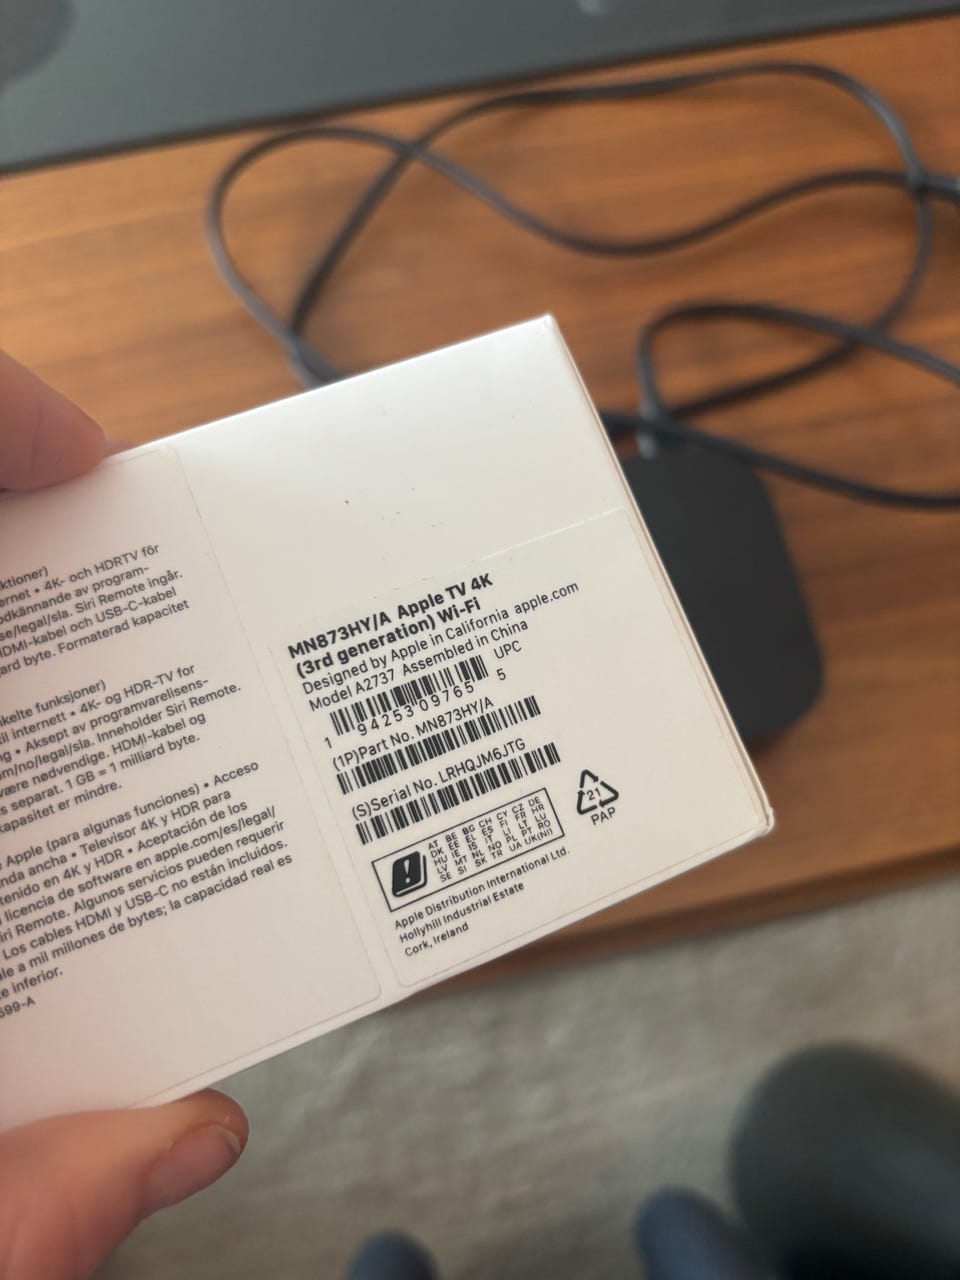 ktioner)
ernet • 4K- och HDRTV för
odkännande av program-
se/legal/sla. Siri Remote ingår.
HDMI-kabel och USB-C-kabel
ard byte. Formaterad kapacitet
kelte funksjoner)
til internett • 4K- og HDR-TV for
ng • Aksept av programvarelisens-
om/no/legal/sla. Inneholder Siri Remote.
være nødvendige. HDMI-kabel og
s separat. 1 GB = 1 milliard byte.
kapasitet er mindre.
Apple (para algunas funciones) • Acceso
nda ancha • Televisor 4K y HDR para
tenido en 4K y HDR • Aceptación de los
licencia de software en apple.com/es/legal/
iri Remote. Algunos servicios pueden requerir
Los cables HDMI y USB-C no están incluidos.
ale a mil millones de bytes; la capacidad real es
te inferior.
599-A
MN873HY/A Apple TV 4K
(3rd generation) Wi-Fi
Designed by Apple in California apple.com
Model A2737 Assembled in China
UPC
1 94253 09765 5
(1P)Part No. MN873HY/A
(S)Serial No. LRHQJM6JTG
AT BE BG CH CY CZ DE
DK EE EL ES FI FR HR
HU IE IS IT LI LT LU
LV MT NL NO PL PT RO
SE SI SK TR UA UK(NI)
21
PAP
Apple Distribution International Ltd.
Hollyhill Industrial Estate
Cork, Ireland